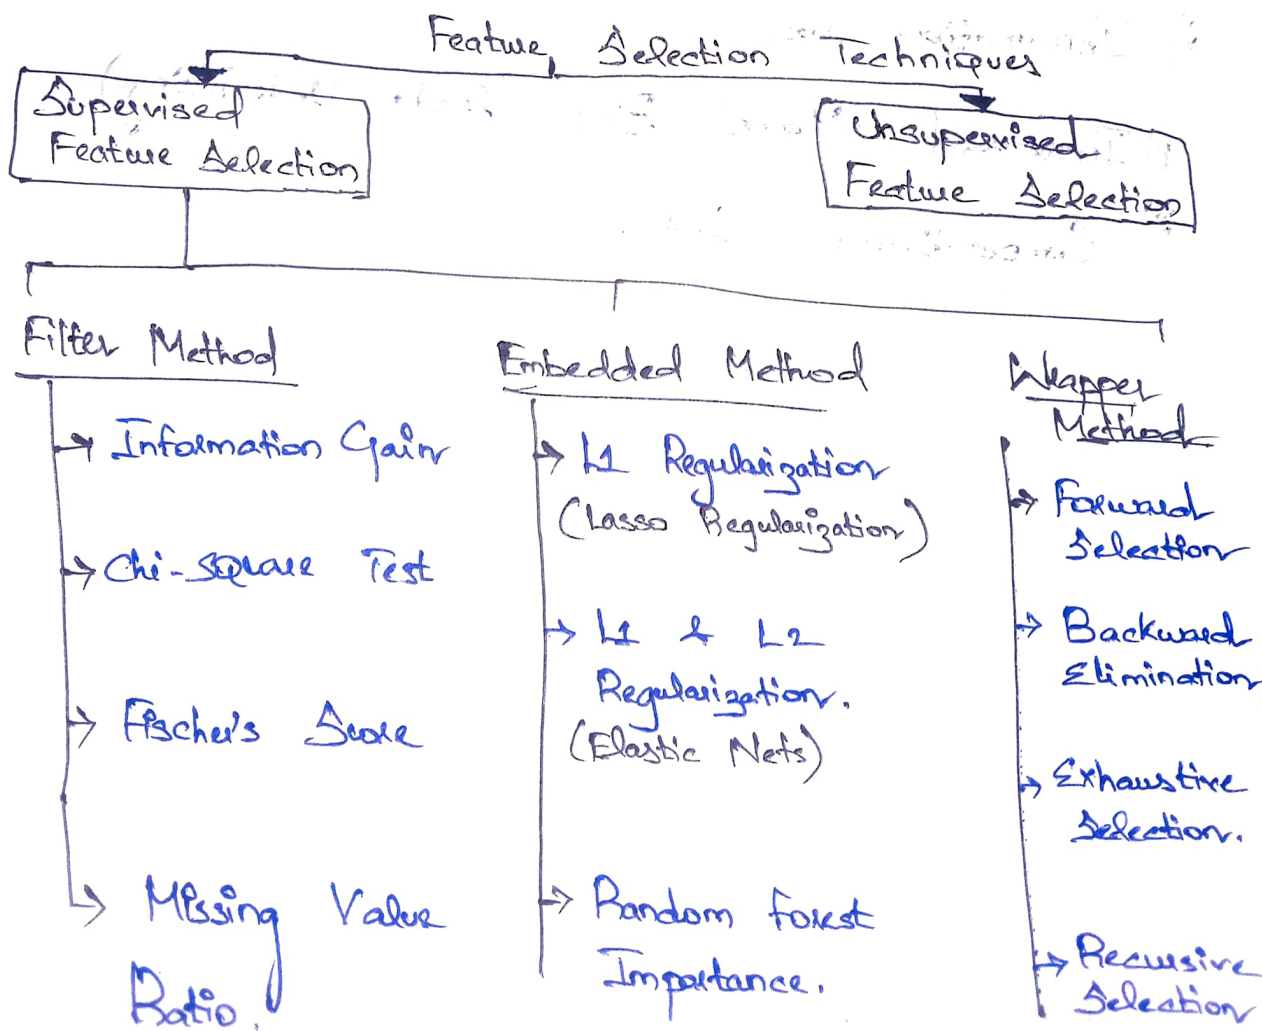 Feature Selection Techniques
Supervised
Feature Selection
Unsupervised
Feature Selection
Filter Method
Information Gain
Chi-square Test
Fischer's Score
Missing Value
Ratio.
Embedded Method
L1 Regularization
(Lasso Regularization)
L1 & L2
Regularization.
(Elastic Nets)
Random Forest
Importance.
Wrapper
Method
Forward
Selection
Backward
Elimination
Exhaustive
Selection.
Recursive
Selection